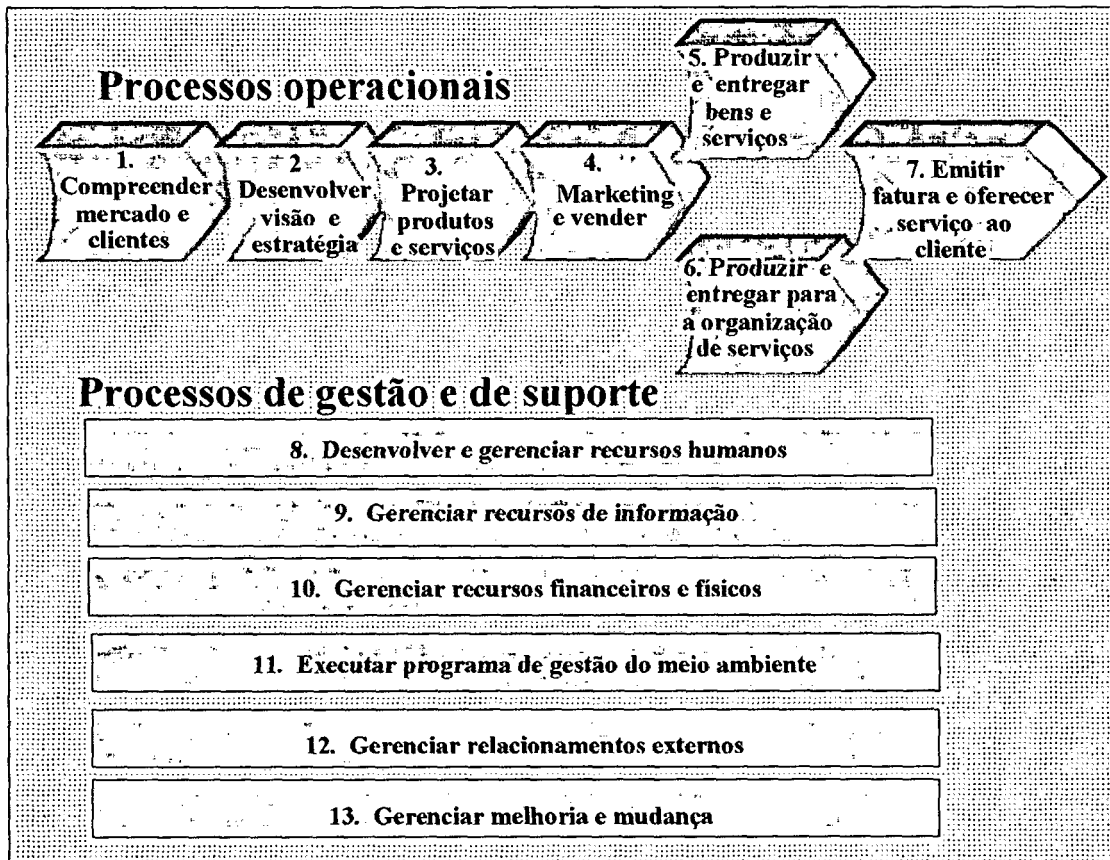 Processos operacionais
1.
Compreender
mercado e
clientes
2
Desenvolver
visão e
estratégia
3.
Projetar
produtos
e serviços
4.
Marketing
e vender
5. Produzir
e entregar
bens e
serviços
6. Produzir e
entregar para
a organização
de serviços
7. Emitir
fatura e oferecer
serviço ao
cliente
Processos de gestão e de suporte
8. Desenvolver e gerenciar recursos humanos
9. Gerenciar recursos de informação
10. Gerenciar recursos financeiros e físicos
11. Executar programa de gestão do meio ambiente
12. Gerenciar relacionamentos externos
13. Gerenciar melhoria e mudança